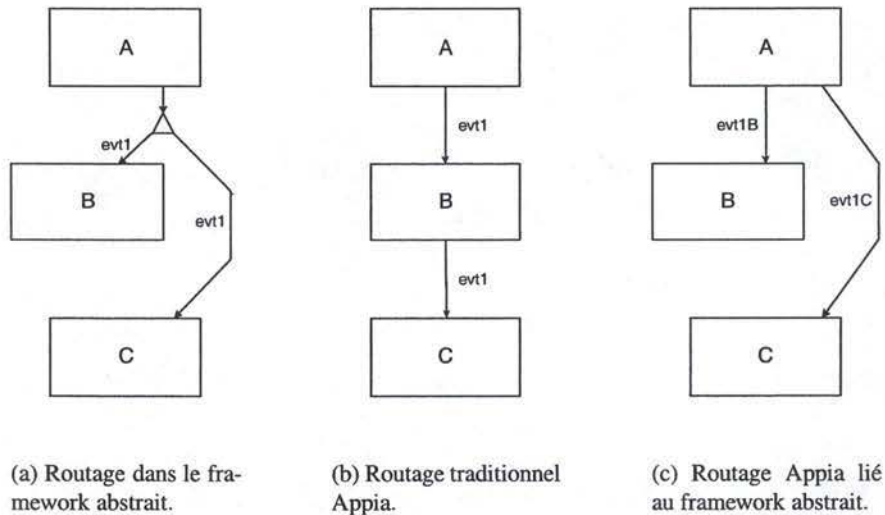 A
evt1
B
evt1
C
(a) Routage dans le fra-
mework abstrait.
A
evt1
B
evt1
C
(b) Routage traditionnel
Appia.
A
evt1B
B
evt1C
C
(c) Routage Appia lié
au framework abstrait.